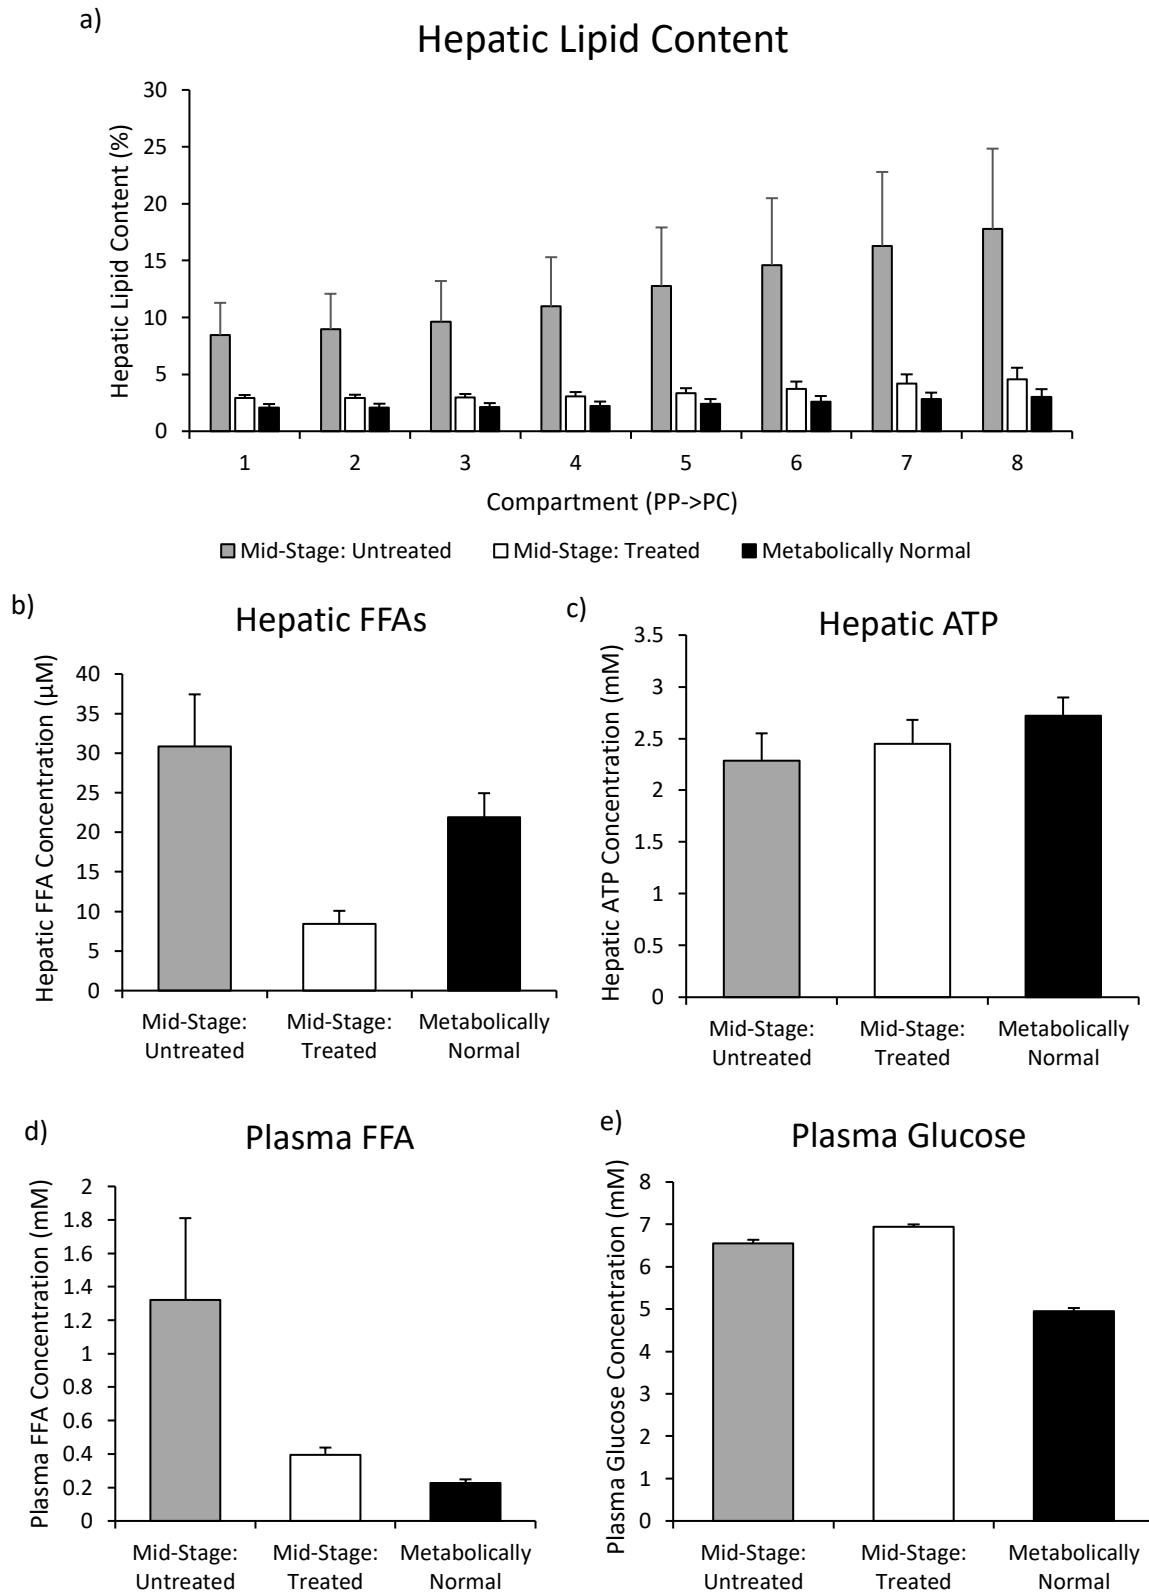 a)
Hepatic Lipid Content
Hepatic Lipid Content (%)
30
25
20
15
10
5
0
1 2 3 4 5 6 7 8
Compartment (PP->PC)
Mid-Stage: Untreated Mid-Stage: Treated Metabolically Normal
b)
Hepatic FFAs
Hepatic FFA Concentration (µM)
40
35
30
25
20
15
10
5
0
Mid-Stage: Mid-Stage: Metabolically
Untreated Treated Normal
c)
Hepatic ATP
Hepatic ATP Concentration (mM)
3.5
3
2.5
2
1.5
1
0.5
0
Mid-Stage: Mid-Stage: Metabolically
Untreated Treated Normal
d)
Plasma FFA
Plasma FFA Concentration (mM)
2
1.8
1.6
1.4
1.2
1
0.8
0.6
0.4
0.2
0
Mid-Stage: Mid-Stage: Metabolically
Untreated Treated Normal
e)
Plasma Glucose
Plasma Glucose Concentration (mM)
8
7
6
5
4
3
2
1
0
Mid-Stage: Mid-Stage: Metabolically
Untreated Treated Normal